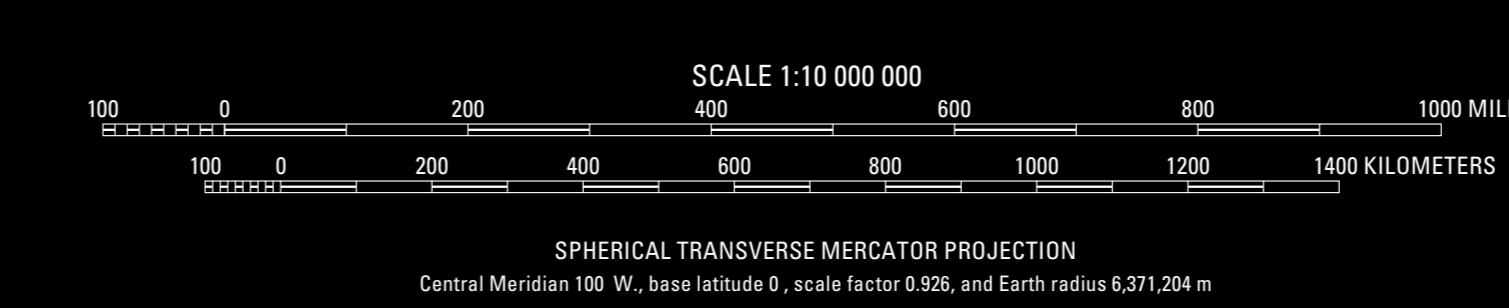 SCALE 1:10 000 000
100 0 200 400 600 800 1000
100 0 200 400 600 800 1000 1200 1400 KILOMETERS
SPHERICAL TRANSVERSE MERCATOR PROJECTION
Central Meridian 100 W., base latitude 0 , scale factor 0.926, and Earth radius 6,371,204 m